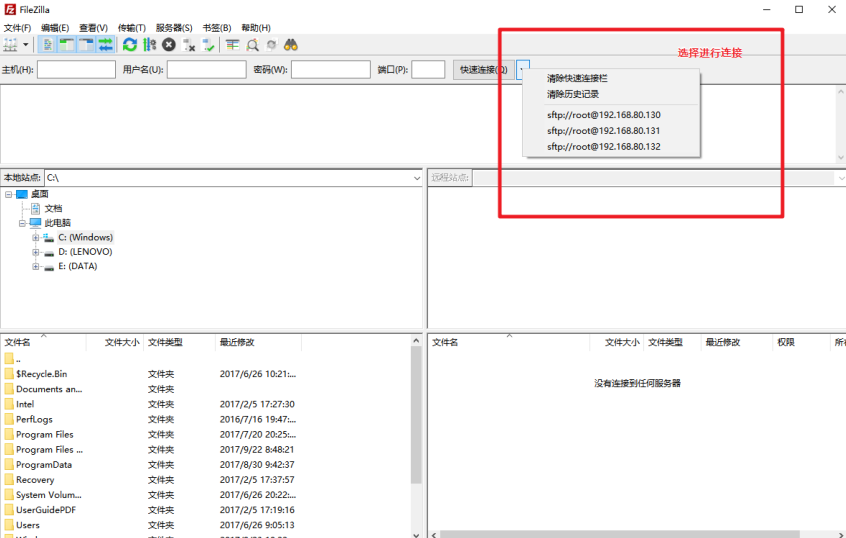 FileZilla
文件(F) 编辑(E) 查看(V) 传输(T) 服务器(S) 书签(B) 帮助(H)
选择进行连接
主机(H): 用户名(U): 密码(W): 端口(P): 快速连接(Q)
清除快速连接栏
清除历史记录
sftp://root@192.168.80.130
sftp://root@192.168.80.131
sftp://root@192.168.80.132
本地站点: C:\ 远程站点:
桌面
文档
此电脑
C: (Windows)
D: (LENOVO)
E: (DATA)
文件名 文件大小 文件类型 最近修改 文件名 文件大小 文件类型 最近修改 权限
..
$Recycle.Bin 文件夹 2017/6/26 10:21:...
没有连接到任何服务器
Documents an... 文件夹
Intel 文件夹 2017/2/5 17:27:30
PerfLogs 文件夹 2016/7/16 19:47:...
Program Files 文件夹 2017/7/20 20:25:...
Program Files ... 文件夹 2017/9/22 8:48:21
ProgramData 文件夹 2017/8/30 9:42:37
Recovery 文件夹 2017/2/5 17:37:57
System Volum... 文件夹 2017/6/26 20:22:...
UserGuidePDF 文件夹 2017/2/5 17:19:16
Users 文件夹 2017/6/26 9:05:13